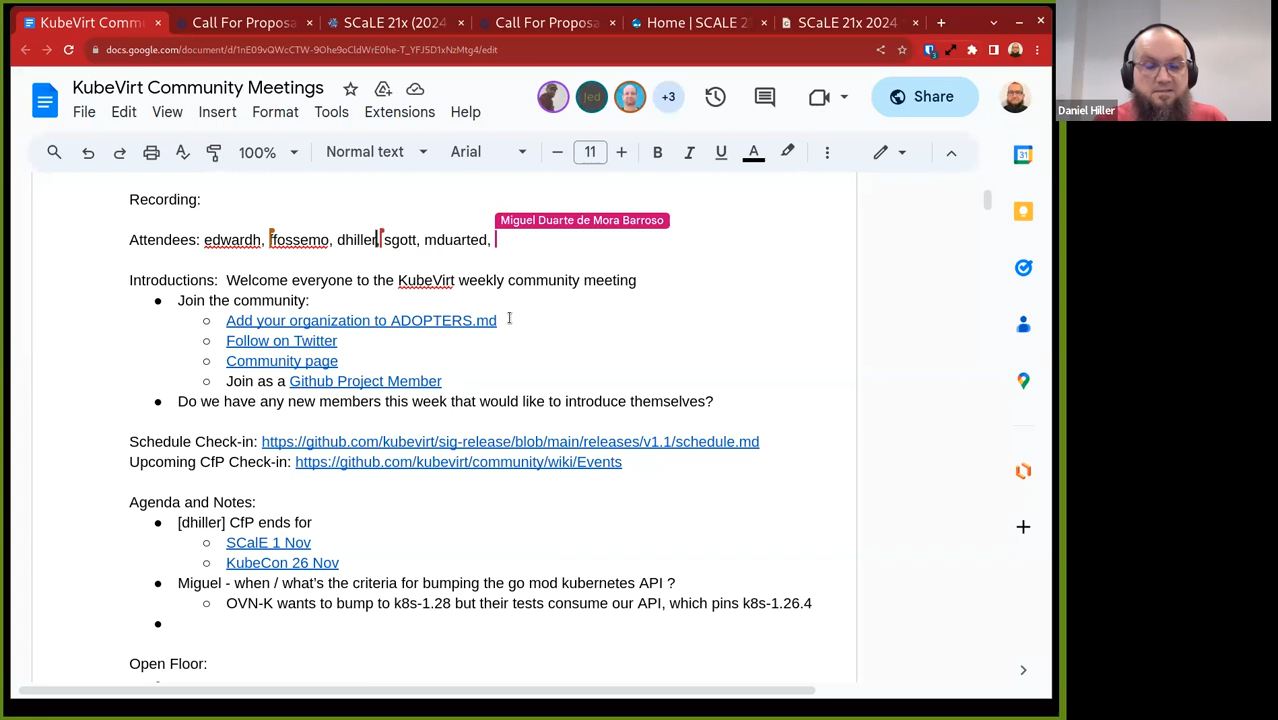 KubeVirt Commu
Call For Proposa
SCaLE 21x (2024
Call For Proposa
Home | SCALE 2
SCaLE 21x 2024
docs.google.com/document/d/1nE09vQWcCTW-9Ohe9oCldWrE0he-T_YFJ5D1xNzMtg4/edit
KubeVirt Community Meetings
File Edit View Insert Format Tools Extensions Help
jed
+3
Share
100% Normal text Arial 11 B I U A
Recording:
Miguel Duarte de Mora Barroso
Attendees: edwardh, ffossemo, dhiller, sgott, mduarted,
Introductions: Welcome everyone to the KubeVirt weekly community meeting
● Join the community:
○ Add your organization to ADOPTERS.md
○ Follow on Twitter
○ Community page
○ Join as a Github Project Member
● Do we have any new members this week that would like to introduce themselves?
Schedule Check-in: https://github.com/kubevirt/sig-release/blob/main/releases/v1.1/schedule.md
Upcoming CfP Check-in: https://github.com/kubevirt/community/wiki/Events
Agenda and Notes:
● [dhiller] CfP ends for
○ SCalE 1 Nov
○ KubeCon 26 Nov
● Miguel - when / what's the criteria for bumping the go mod kubernetes API ?
○ OVN-K wants to bump to k8s-1.28 but their tests consume our API, which pins k8s-1.26.4
●
Open Floor:
Daniel Hiller
31